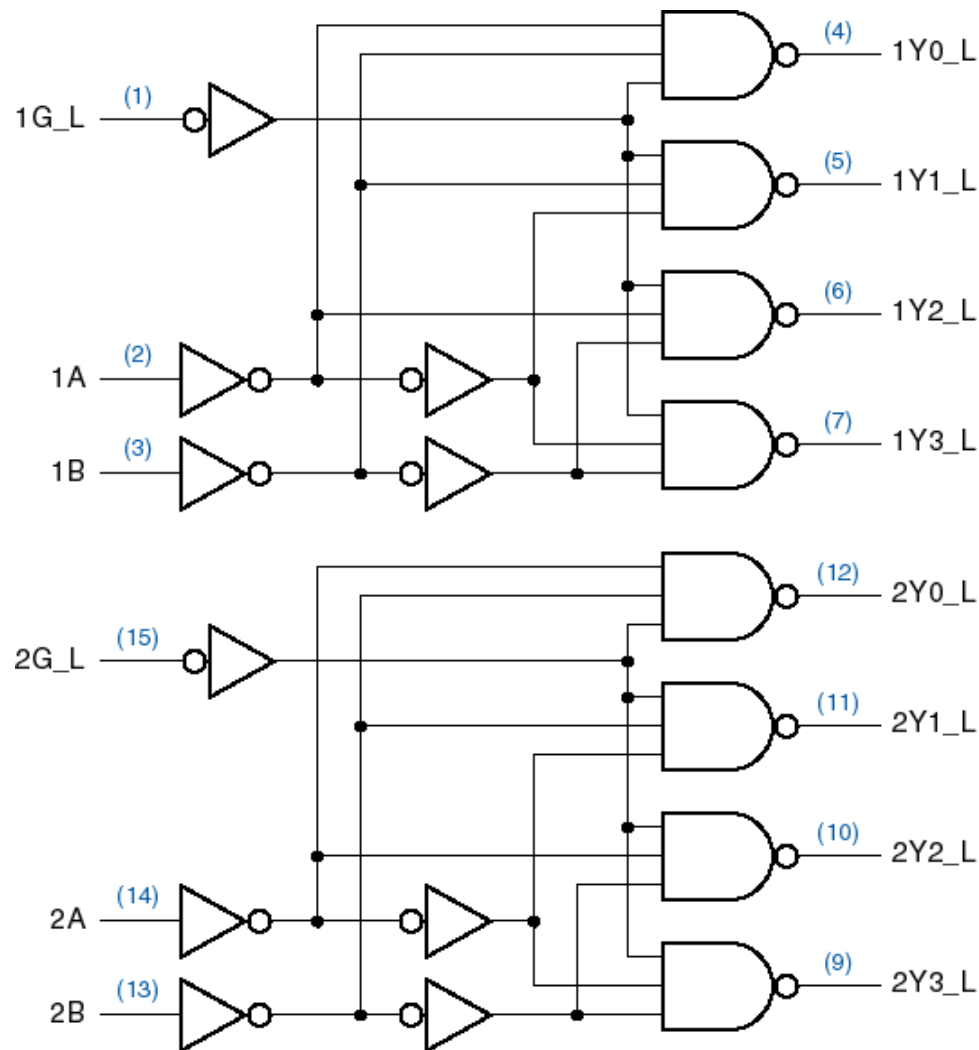 (4) 1Y0_L
1G_L (1)
(5) 1Y1_L
(6) 1Y2_L
1A (2)
(7) 1Y3_L
1B (3)
(12) 2Y0_L
2G_L (15)
(11) 2Y1_L
(10) 2Y2_L
2A (14)
(9) 2Y3_L
2B (13)